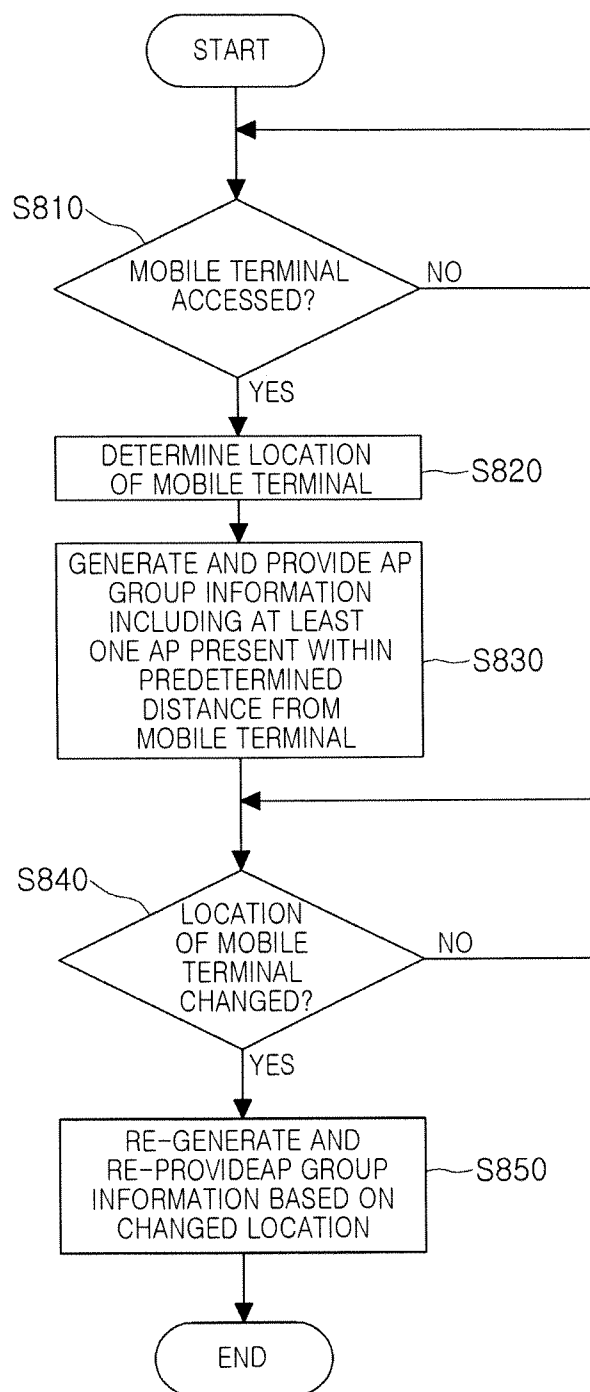 START
S810
MOBILE TERMINAL
ACCESSED?
NO
YES
DETERMINE LOCATION
OF MOBILE TERMINAL
S820
GENERATE AND PROVIDE AP
GROUP INFORMATION
INCLUDING AT LEAST
ONE AP PRESENT WITHIN
PREDETERMINED
DISTANCE FROM
MOBILE TERMINAL
S830
S840
LOCATION
OF MOBILE
TERMINAL
CHANGED?
NO
YES
RE-GENERATE AND
RE-PROVIDEAP GROUP
INFORMATION BASED ON
CHANGED LOCATION
S850
END